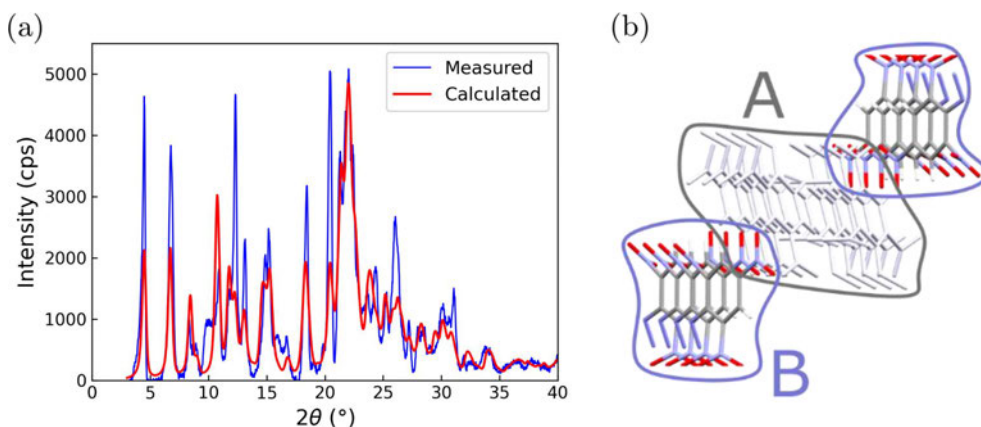 (a)
(b)
Measured
Calculated
Intensity (cps)
5000
4000
3000
2000
1000
0
0 5 10 15 20 25 30 35 40
2θ (°)
A
B